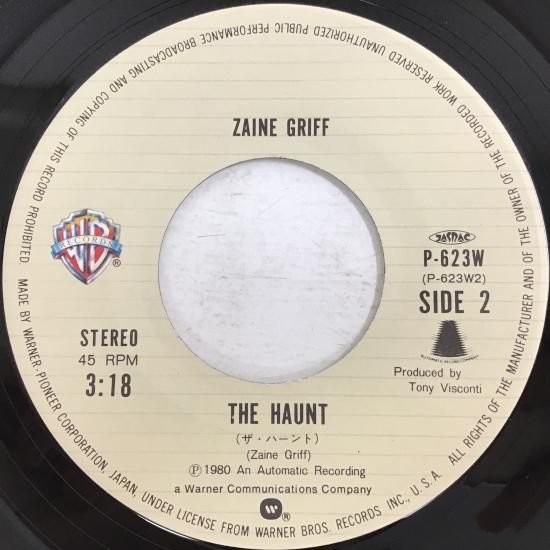 ZAINE GRIFF
WB
RECORDS
®
JASRAC
P-623W
(P-623W2)
SIDE 2
STEREO
45 RPM
3:18
AUTOMATIC RECORD COMPANY
Produced by
Tony Visconti
THE HAUNT
(ザ・ハーント)
(Zaine Griff)
Ⓟ 1980 An Automatic Recording
a Warner Communications Company
W
MADE BY WARNER-PIONEER CORPORATION, JAPAN, UNDER LICENSE FROM WARNER BROS. RECORDS INC., U.S.A. ALL RIGHTS OF THE MANUFACTURER AND OF THE OWNER OF THE RECORDED WORK RESERVED UNAUTHORIZED PUBLIC PERFORMANCE BROADCASTING AND COPYING OF THIS RECORD PROHIBITED